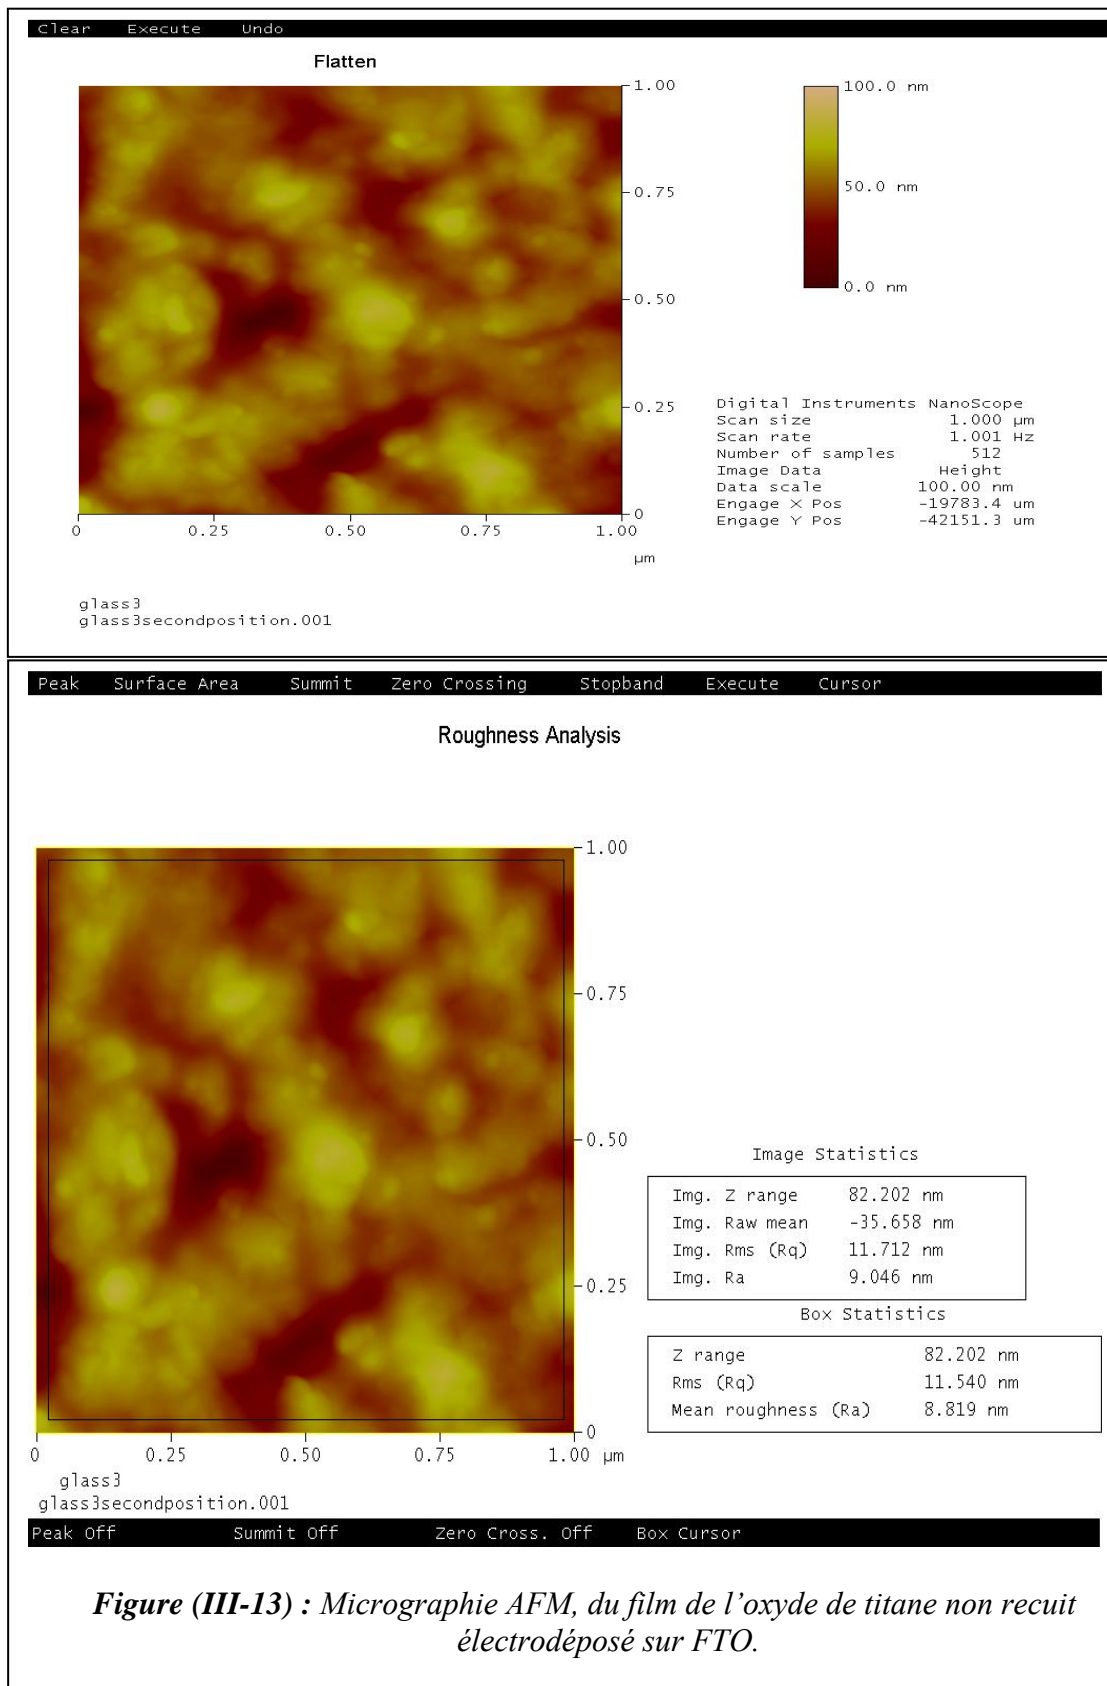 Clear Execute Undo
Flatten
1.00
0.75
0.50
0.25
0
0 0.25 0.50 0.75 1.00
µm
100.0 nm
50.0 nm
0.0 nm
Digital Instruments NanoScope
Scan size 1.000 µm
Scan rate 1.001 Hz
Number of samples 512
Image Data Height
Data scale 100.00 nm
Engage X Pos -19783.4 um
Engage Y Pos -42151.3 um
glass3
glass3secondposition.001
Peak Surface Area Summit Zero Crossing Stopband Execute Cursor
Roughness Analysis
1.00
0.75
0.50
0.25
0
0 0.25 0.50 0.75 1.00 µm
Image Statistics
Img. Z range 82.202 nm
Img. Raw mean -35.658 nm
Img. Rms (Rq) 11.712 nm
Img. Ra 9.046 nm
Box Statistics
Z range 82.202 nm
Rms (Rq) 11.540 nm
Mean roughness (Ra) 8.819 nm
glass3
glass3secondposition.001
Peak Off Summit Off Zero Cross. Off Box Cursor
Figure (III-13) : Micrographie AFM, du film de l’oxyde de titane non recuit
électrodéposé sur FTO.